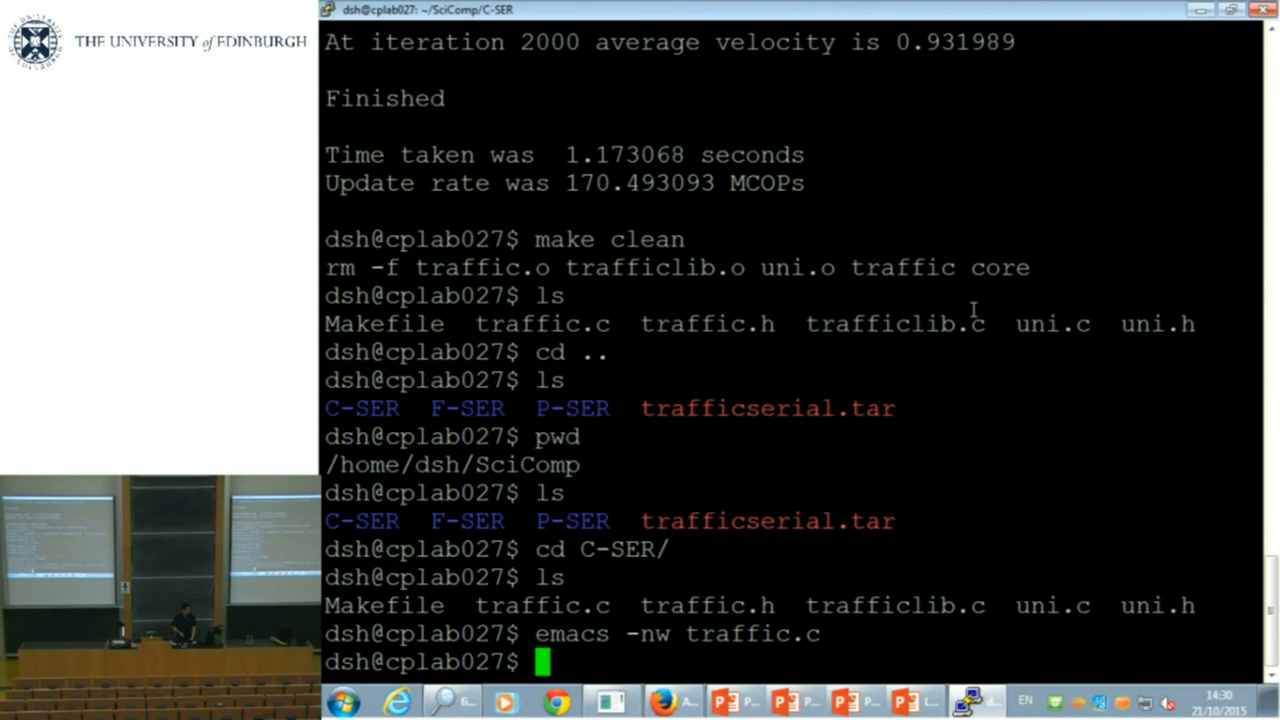 THE UNIVERSITY of EDINBURGH
dsh@cplab027: ~/SciComp/C-SER
At iteration 2000 average velocity is 0.931989
Finished
Time taken was 1.173068 seconds
Update rate was 170.493093 MCOPs
dsh@cplab027$ make clean
rm -f traffic.o trafficlib.o uni.o traffic core
dsh@cplab027$ ls
Makefile traffic.c traffic.h trafficlib.c uni.c uni.h
dsh@cplab027$ cd ..
dsh@cplab027$ ls
C-SER F-SER P-SER trafficserial.tar
dsh@cplab027$ pwd
/home/dsh/SciComp
dsh@cplab027$ ls
C-SER F-SER P-SER trafficserial.tar
dsh@cplab027$ cd C-SER/
dsh@cplab027$ ls
Makefile traffic.c traffic.h trafficlib.c uni.c uni.h
dsh@cplab027$ emacs -nw traffic.c
dsh@cplab027$
fi... A... P... P... P... L... d... EN 14:30
21/10/2015